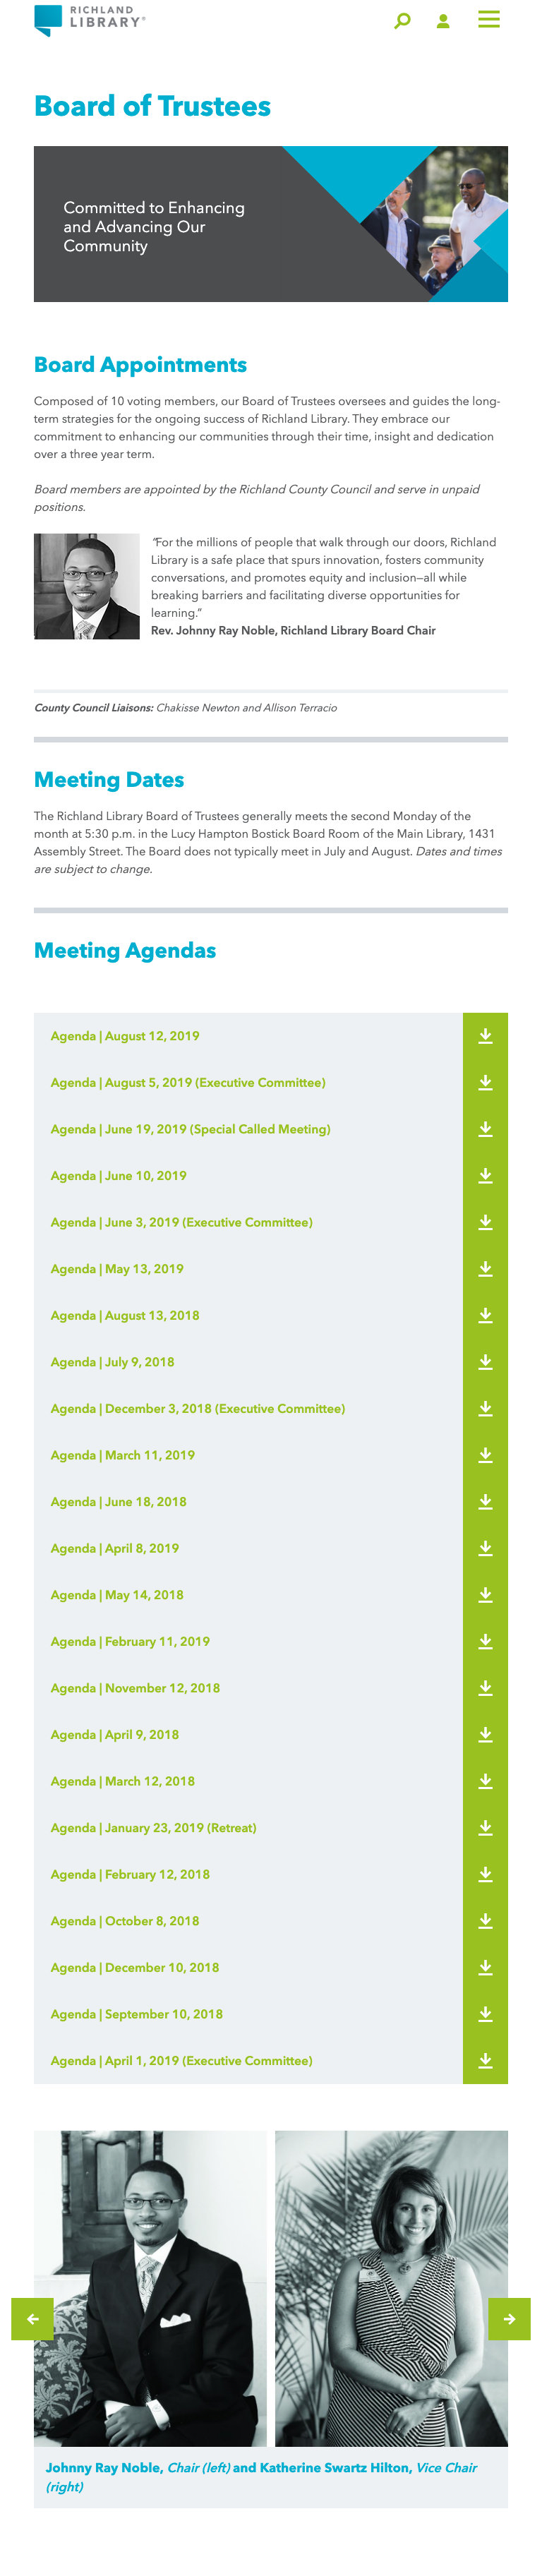 RICHLAND
LIBRARY®
Board of Trustees
Committed to Enhancing
and Advancing Our
Community
Board Appointments
Composed of 10 voting members, our Board of Trustees oversees and guides the long-
term strategies for the ongoing success of Richland Library. They embrace our
commitment to enhancing our communities through their time, insight and dedication
over a three year term.
Board members are appointed by the Richland County Council and serve in unpaid
positions.
“For the millions of people that walk through our doors, Richland
Library is a safe place that spurs innovation, fosters community
conversations, and promotes equity and inclusion—all while
breaking barriers and facilitating diverse opportunities for
learning.”
Rev. Johnny Ray Noble, Richland Library Board Chair
County Council Liaisons: Chakisse Newton and Allison Terracio
Meeting Dates
The Richland Library Board of Trustees generally meets the second Monday of the
month at 5:30 p.m. in the Lucy Hampton Bostick Board Room of the Main Library, 1431
Assembly Street. The Board does not typically meet in July and August. Dates and times
are subject to change.
Meeting Agendas
Agenda | August 12, 2019
Agenda | August 5, 2019 (Executive Committee)
Agenda | June 19, 2019 (Special Called Meeting)
Agenda | June 10, 2019
Agenda | June 3, 2019 (Executive Committee)
Agenda | May 13, 2019
Agenda | August 13, 2018
Agenda | July 9, 2018
Agenda | December 3, 2018 (Executive Committee)
Agenda | March 11, 2019
Agenda | June 18, 2018
Agenda | April 8, 2019
Agenda | May 14, 2018
Agenda | February 11, 2019
Agenda | November 12, 2018
Agenda | April 9, 2018
Agenda | March 12, 2018
Agenda | January 23, 2019 (Retreat)
Agenda | February 12, 2018
Agenda | October 8, 2018
Agenda | December 10, 2018
Agenda | September 10, 2018
Agenda | April 1, 2019 (Executive Committee)
Johnny Ray Noble, Chair (left) and Katherine Swartz Hilton, Vice Chair
(right)